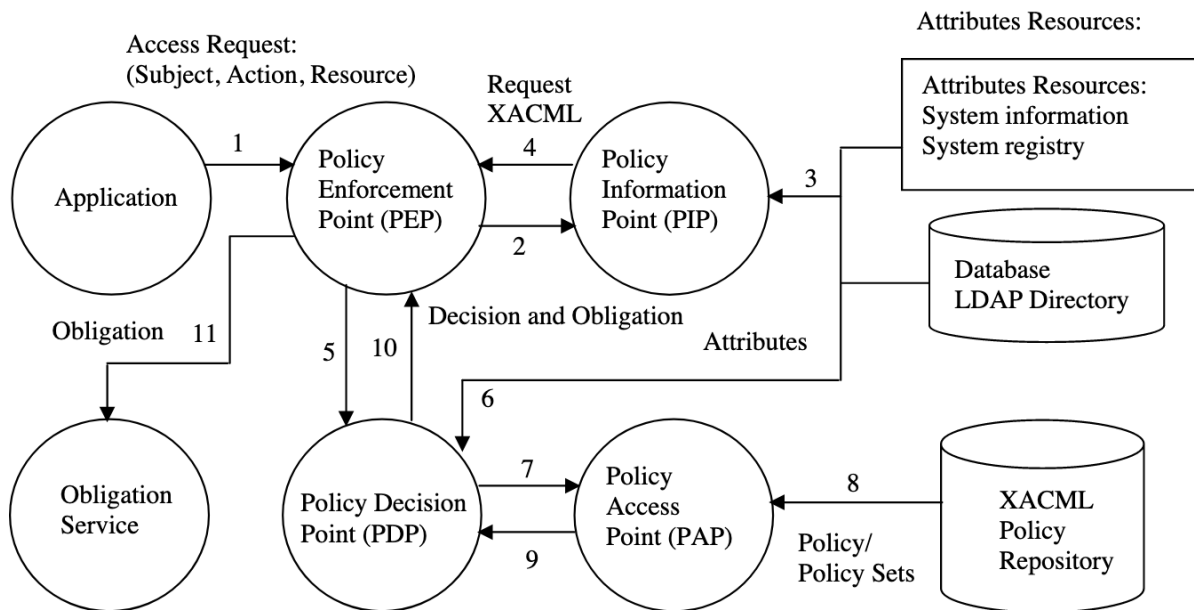 Attributes Resources:
Access Request:
(Subject, Action, Resource)
Request
XACML
Attributes Resources:
System information
System registry
1
4
3
2
Application
Policy
Enforcement
Point (PEP)
Policy
Information
Point (PIP)
Database
LDAP Directory
Obligation
11
5
10
Decision and Obligation
Attributes
6
Obligation
Service
Policy Decision
Point (PDP)
7
9
Policy
Access
Point (PAP)
8
Policy/
Policy Sets
XACML
Policy
Repository